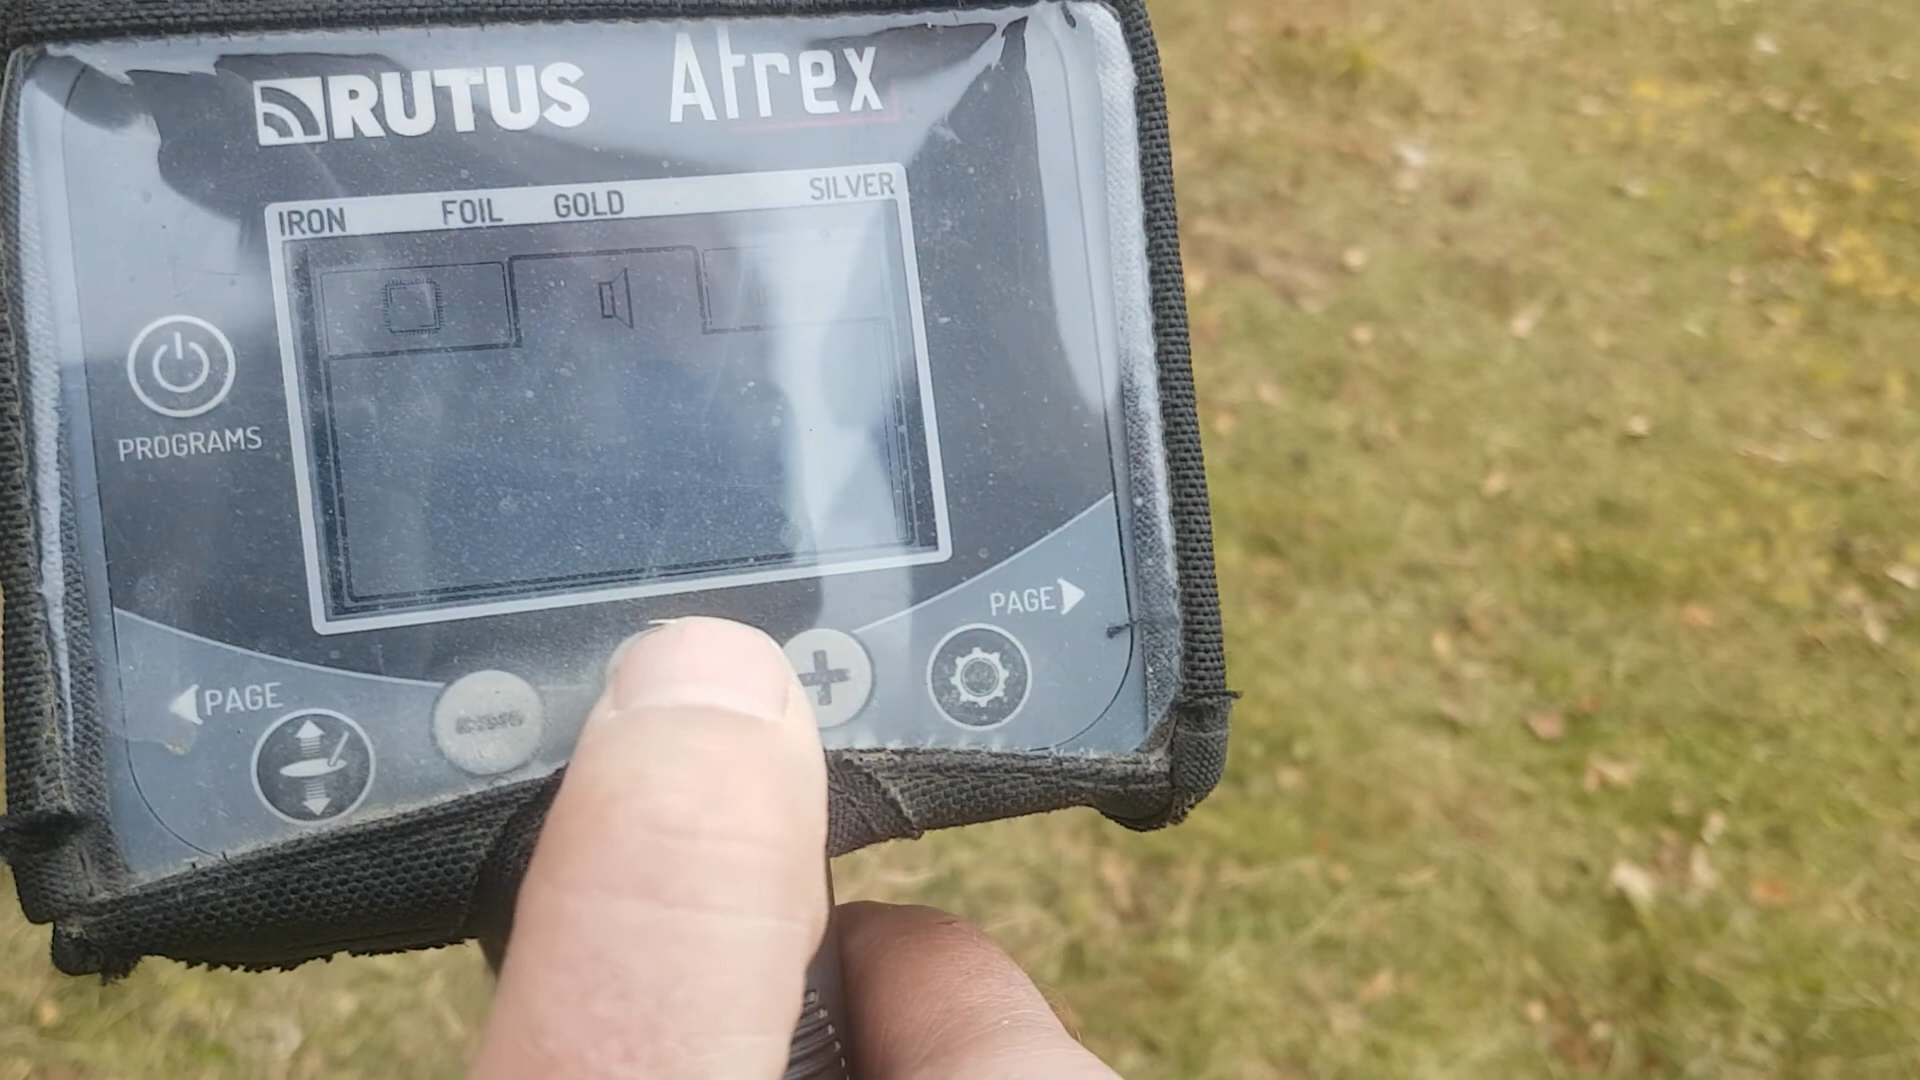 RUTUS Atrex
IRON FOIL GOLD SILVER
PROGRAMS
PAGE
PAGE